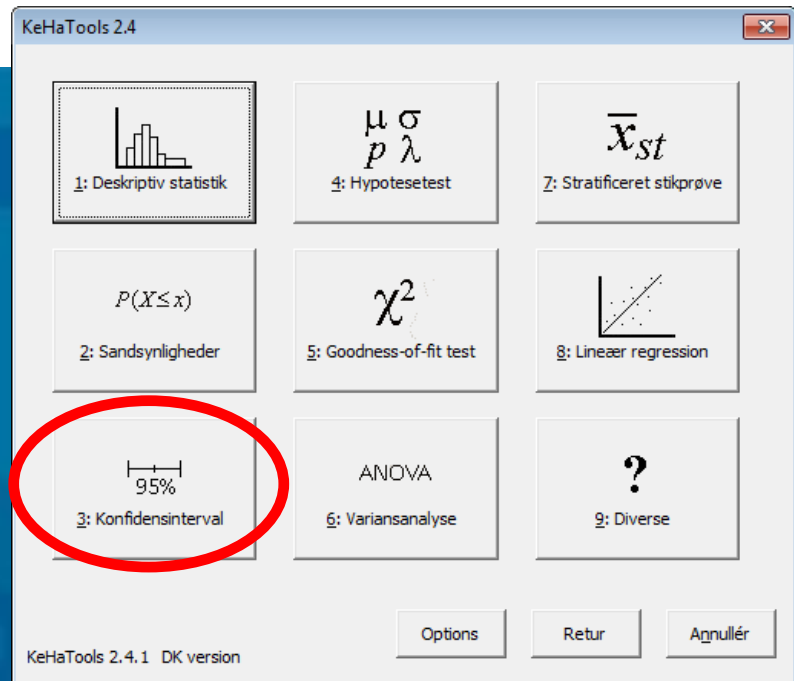 KeHaTools 2.4
1: Deskriptiv statistik
μ σ
p λ
4: Hypotesetest
x̅st
7: Stratificeret stikprøve
P(X≤x)
2: Sandsynligheder
χ²
5: Goodness-of-fit test
8: Lineær regression
95%
3: Konfidensinterval
ANOVA
6: Variansanalyse
?
9: Diverse
Options
Retur
Annullér
KeHaTools 2.4.1 DK version